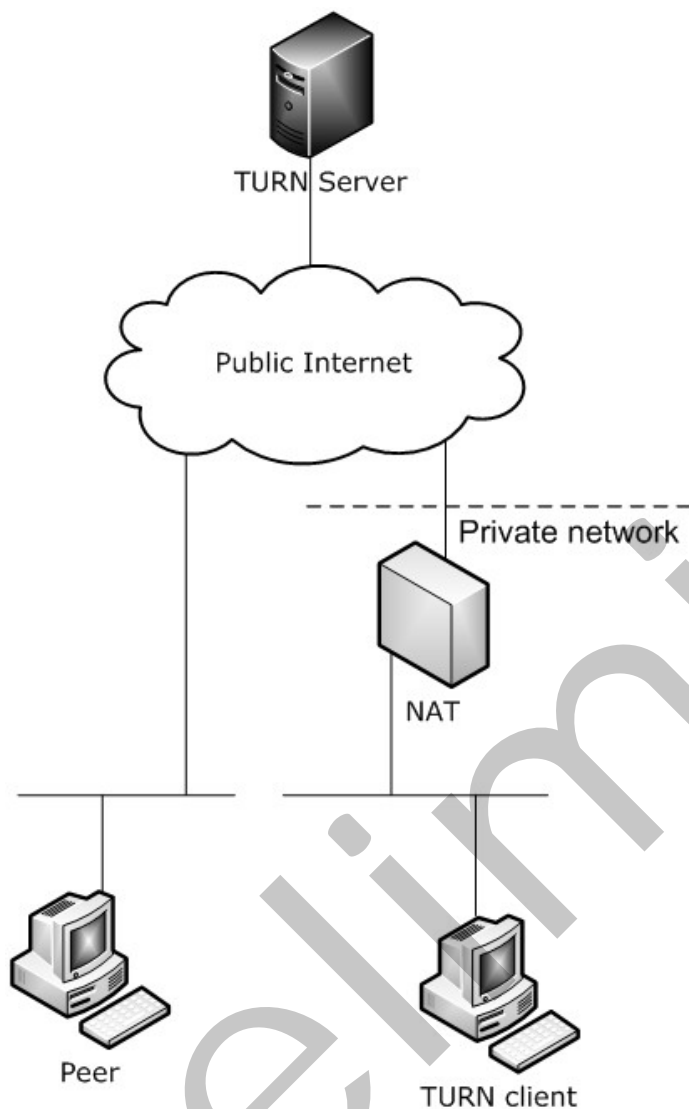 TURN Server
Public Internet
Private network
NAT
Peer
TURN client